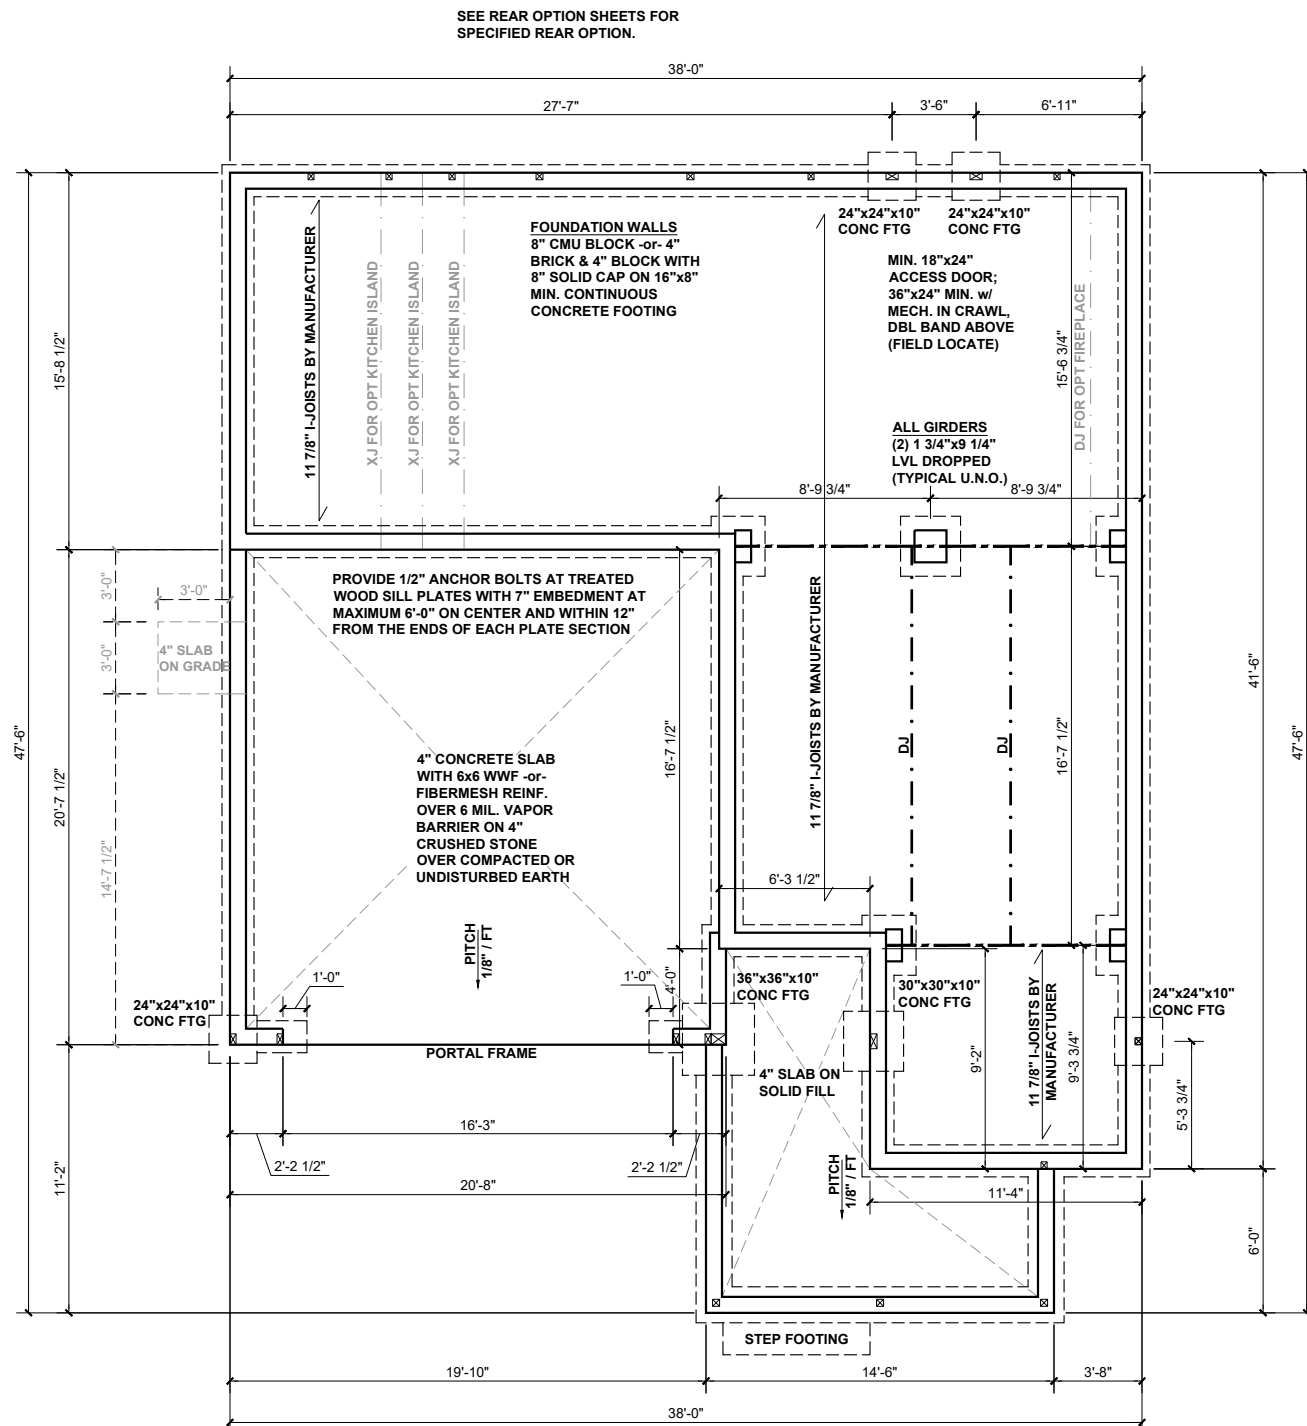 SEE REAR OPTION SHEETS FOR
SPECIFIED REAR OPTION.
38'-0"
27'-7"
3'-6"
6'-11"
24"x24"x10"
CONC FTG
24"x24"x10"
CONC FTG
FOUNDATION WALLS
8" CMU BLOCK -or- 4"
BRICK & 4" BLOCK WITH
8" SOLID CAP ON 16"x8"
MIN. CONTINUOUS
CONCRETE FOOTING
MIN. 18"x24"
ACCESS DOOR;
36"x24" MIN. w/
MECH. IN CRAWL,
DBL BAND ABOVE
(FIELD LOCATE)
11 7/8" I-JOISTS BY MANUFACTURER
XJ FOR OPT KITCHEN ISLAND
XJ FOR OPT KITCHEN ISLAND
XJ FOR OPT KITCHEN ISLAND
15'-6 3/4"
DJ FOR OPT FIREPLACE
15'-8 1/2"
ALL GIRDERS
(2) 1 3/4"x9 1/4"
LVL DROPPED
(TYPICAL U.N.O.)
8'-9 3/4"
8'-9 3/4"
PROVIDE 1/2" ANCHOR BOLTS AT TREATED
WOOD SILL PLATES WITH 7" EMBEDMENT AT
MAXIMUM 6'-0" ON CENTER AND WITHIN 12"
FROM THE ENDS OF EACH PLATE SECTION
3'-0"
3'-0"
3'-0"
4" SLAB
ON GRADE
14'-7 1/2"
47'-6"
20'-7 1/2"
4" CONCRETE SLAB
WITH 6x6 WWF -or-
FIBERMESH REINF.
OVER 6 MIL. VAPOR
BARRIER ON 4"
CRUSHED STONE
OVER COMPACTED OR
UNDISTURBED EARTH
16'-7 1/2"
11 7/8" I-JOISTS BY MANUFACTURER
DJ
DJ
16'-7 1/2"
41'-6"
47'-6"
6'-3 1/2"
PITCH
1/8" / FT
1'-0"
1'-0"
4'-0"
24"x24"x10"
CONC FTG
36"x36"x10"
CONC FTG
30"x30"x10"
CONC FTG
24"x24"x10"
CONC FTG
PORTAL FRAME
4" SLAB ON
SOLID FILL
9'-2"
11 7/8" I-JOISTS BY
MANUFACTURER
9'-3 3/4"
5'-3 3/4"
16'-3"
2'-2 1/2"
2'-2 1/2"
20'-8"
11'-2"
PITCH
1/8" / FT
11'-4"
6'-0"
STEP FOOTING
19'-10"
14'-6"
3'-8"
38'-0"